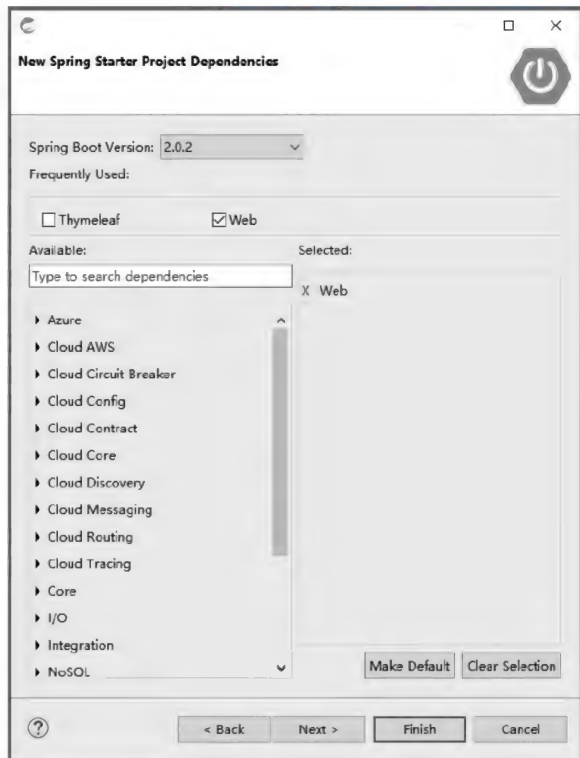 New Spring Starter Project Dependencies
Spring Boot Version: 2.0.2
Frequently Used:
Thymeleaf Web
Available: Selected:
Type to search dependencies
X Web
Azure
Cloud AWS
Cloud Circuit Breaker
Cloud Config
Cloud Contract
Cloud Core
Cloud Discovery
Cloud Messaging
Cloud Routing
Cloud Tracing
Core
I/O
Integration
NoSQL
Make Default Clear Selection
? < Back Next > Finish Cancel